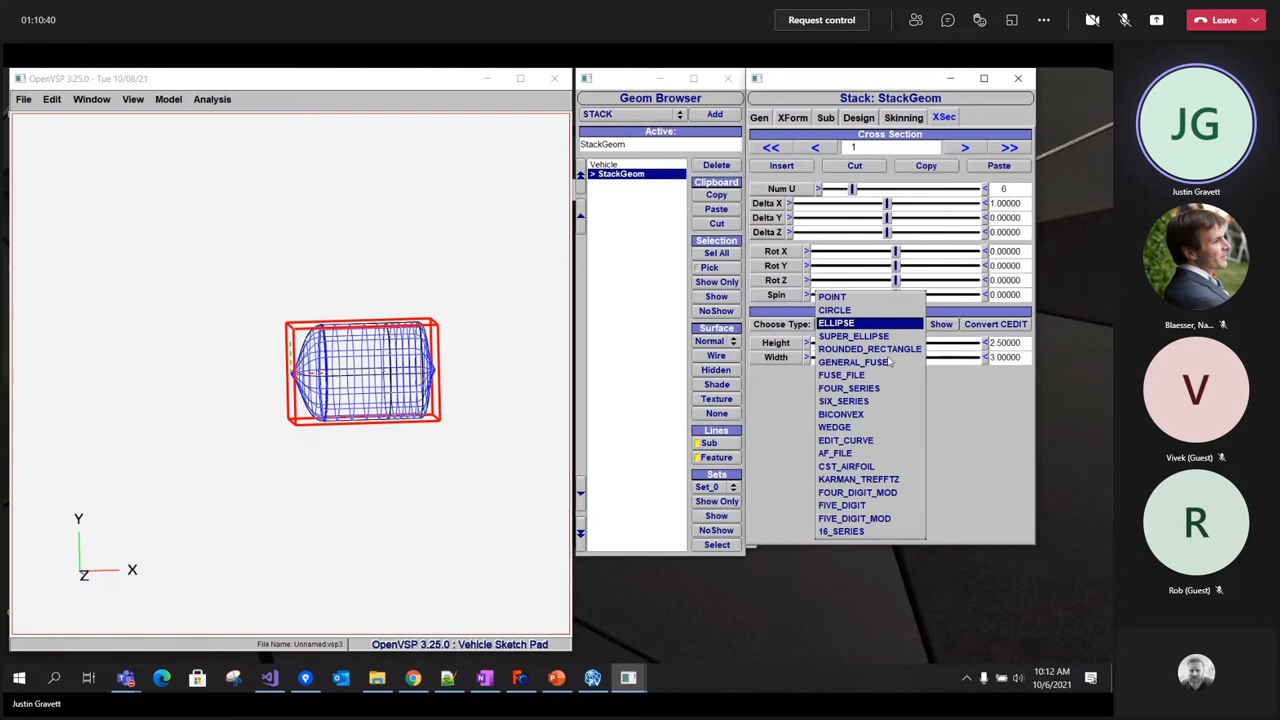 01:10:40
Request control
Leave
OpenVSP 3.25.0 - Tue 10/08/21
File Edit Window View Model Analysis
Y
Z
X
File Name: Unnamed.vsp3
OpenVSP 3.25.0 : Vehicle Sketch Pad
Geom Browser
STACK
Add
Active:
StackGeom
Vehicle
> StackGeom
Delete
Clipboard
Copy
Paste
Cut
Selection
Sel All
Pick
Show Only
Show
NoShow
Surface
Normal
Wire
Hidden
Shade
Texture
None
Lines
Sub
Feature
Sets
Set_0
Show Only
Show
NoShow
Select
Stack: StackGeom
Gen XForm Sub Design Skinning XSec
Cross Section
<< < 1 > >>
Insert Cut Copy Paste
Num U > < 6
Delta X > < 1.00000
Delta Y > < 0.00000
Delta Z > < 0.00000
Rot X > < 0.00000
Rot Y > < 0.00000
Rot Z > < 0.00000
Spin > < 0.00000
Choose Type: Show Convert CEDIT
Height > < 2.50000
Width > < 3.00000
POINT
CIRCLE
ELLIPSE
SUPER_ELLIPSE
ROUNDED_RECTANGLE
GENERAL_FUSE
FUSE_FILE
FOUR_SERIES
SIX_SERIES
BICONVEX
WEDGE
EDIT_CURVE
AF_FILE
CST_AIRFOIL
KARMAN_TREFFTZ
FOUR_DIGIT_MOD
FIVE_DIGIT
FIVE_DIGIT_MOD
16_SERIES
JG
Justin Gravett
Blaesser, Na...
V
Vivek (Guest)
R
Rob (Guest)
10:12 AM
10/6/2021
Justin Gravett